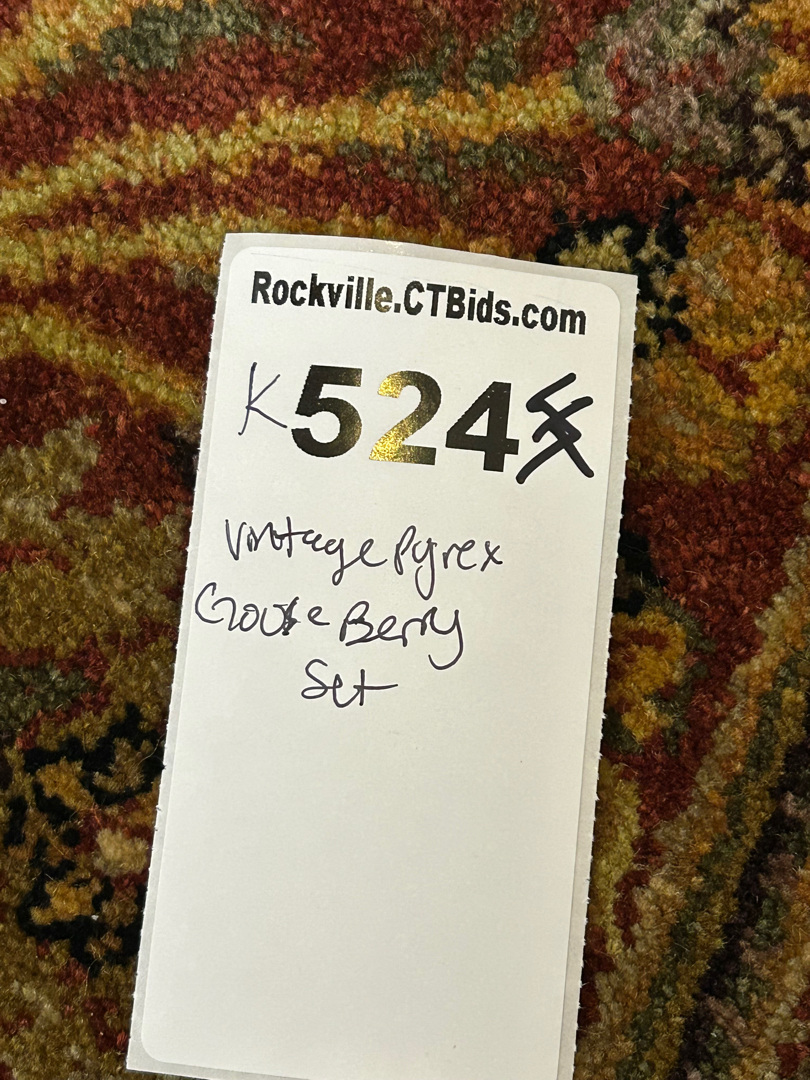 Rockville.CTBids.com
K524
Vintage Pyrex
Berry
Set